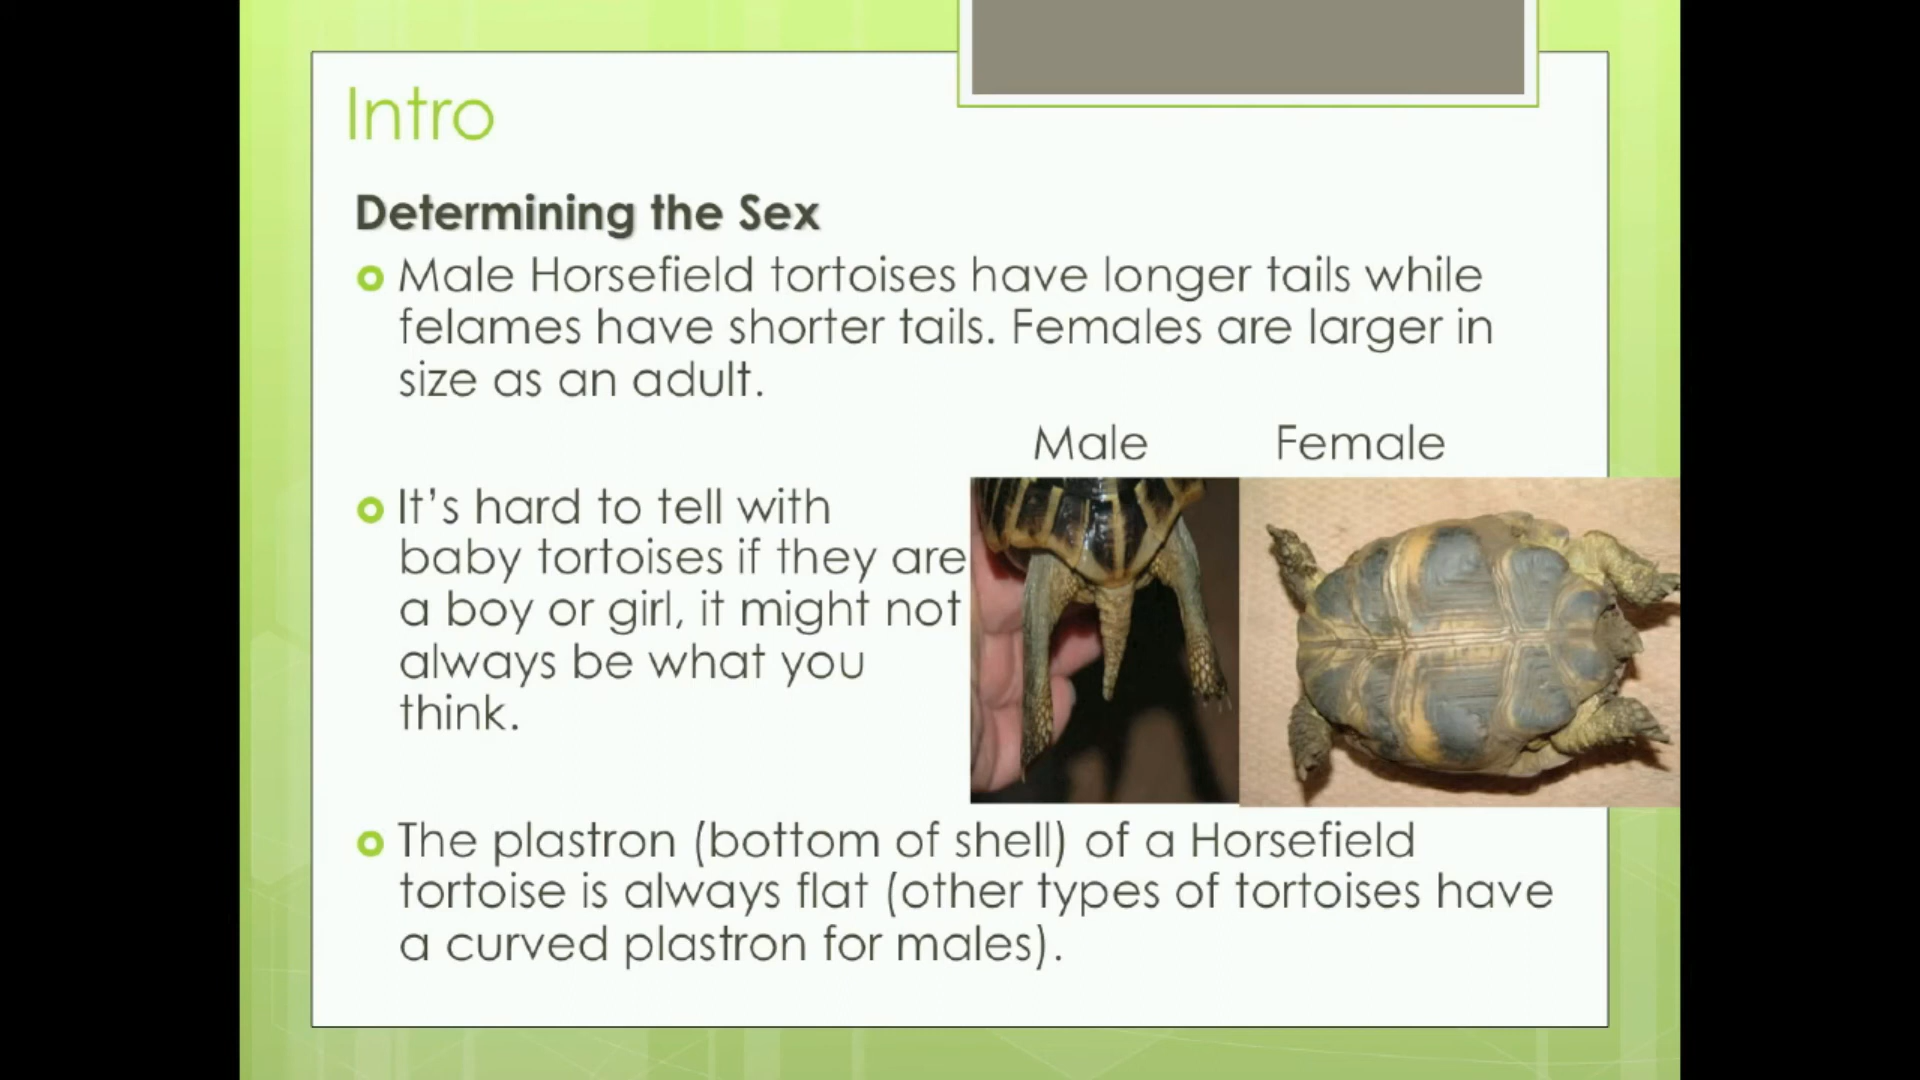 Intro
Determining the Sex
Male Horsefield tortoises have longer tails while
felames have shorter tails. Females are larger in
size as an adult.
Male Female
It's hard to tell with
baby tortoises if they are
a boy or girl, it might not
always be what you
think.
The plastron (bottom of shell) of a Horsefield
tortoise is always flat (other types of tortoises have
a curved plastron for males).